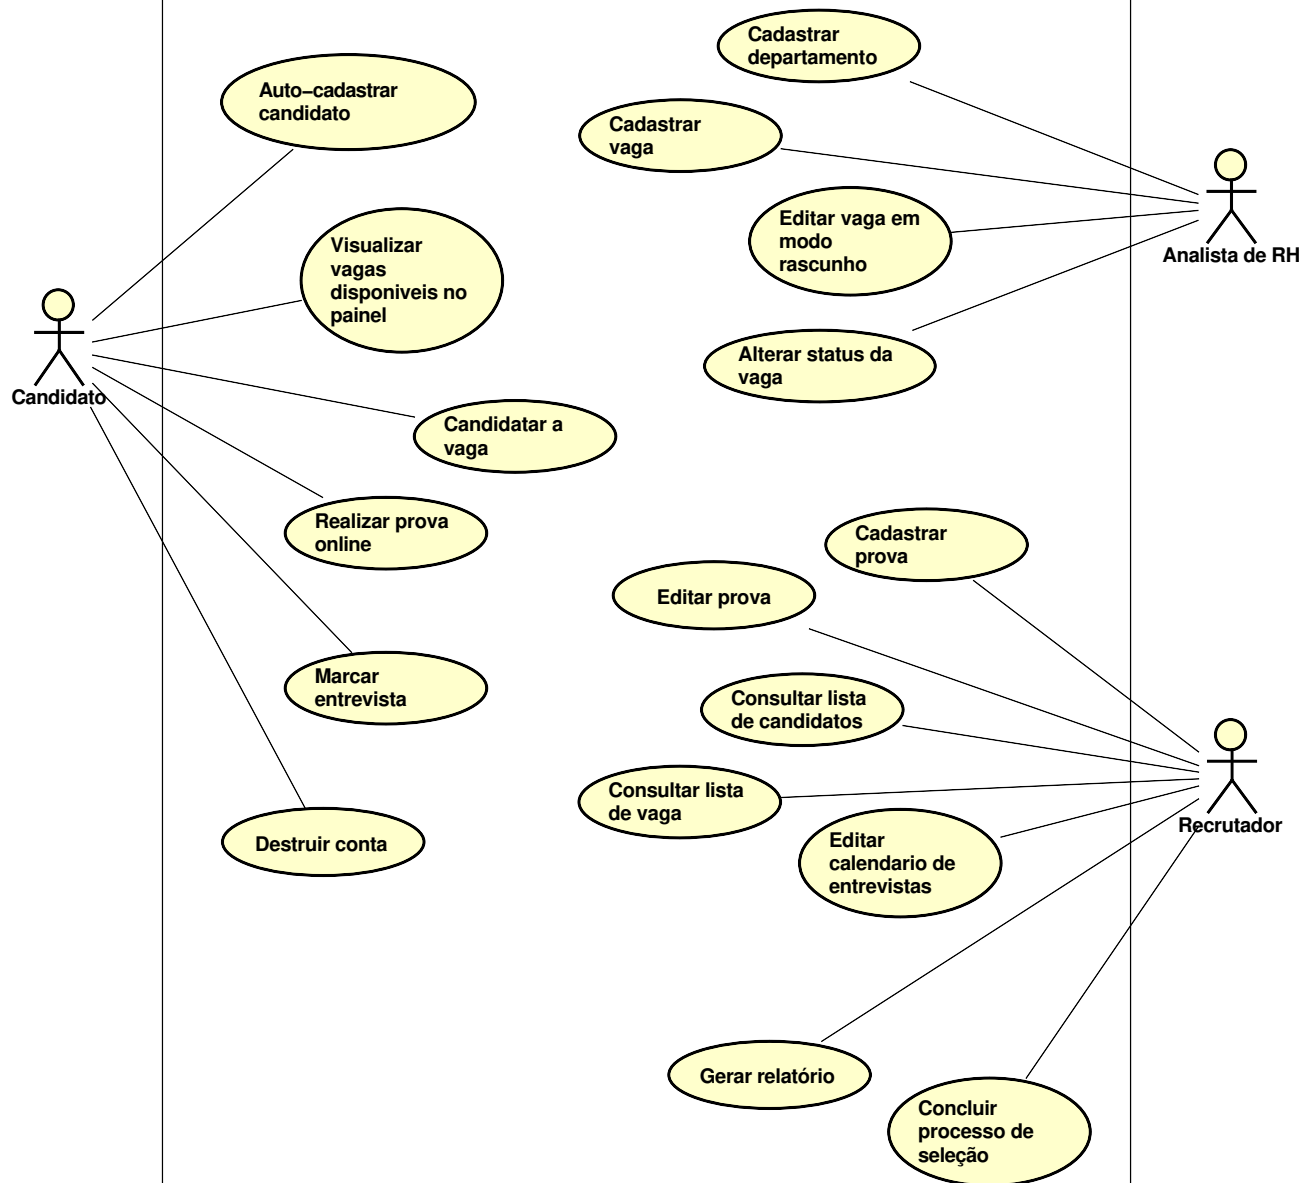 Cadastrar
departamento
Auto–cadastrar
candidato
Cadastrar
vaga
Editar vaga em
modo
rascunho
Analista de RH
Visualizar
vagas
disponiveis no
painel
Alterar status da
vaga
Candidato
Candidatar a
vaga
Realizar prova
online
Cadastrar
prova
Editar prova
Marcar
entrevista
Consultar lista
de candidatos
Consultar lista
de vaga
Recrutador
Destruir conta
Editar
calendario de
entrevistas
Gerar relatório
Concluir
processo de
seleção